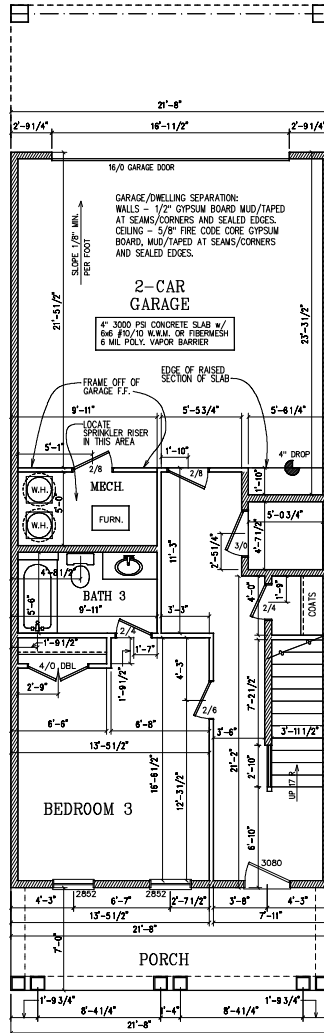 21'-8"
2'-9 1/4" 16'-11 1/2" 2'-9 1/4"
16/0 GARAGE DOOR
GARAGE/DWELLING SEPARATION:
WALLS - 1/2" GYPSUM BOARD MUD/TAPED
AT SEAMS/CORNERS AND SEALED EDGES.
CEILING - 5/8" FIRE CODE CORE GYPSUM
BOARD, MUD/TAPED AT SEAMS/CORNERS
AND SEALED EDGES.
SLOPE 1/8" MIN.
PER FOOT
21'-5 1/2"
23'-3 1/2"
2-CAR
GARAGE
4" 3000 PSI CONCRETE SLAB w/
6x6 #10/10 W.W.M. OR FIBERMESH
6 MIL POLY. VAPOR BARRIER
FRAME OFF OF
GARAGE F.F.
EDGE OF RAISED
SECTION OF SLAB
9'-11" 5'-5 3/4" 5'-6 1/4"
LOCATE
SPRINKLER RISER
IN THIS AREA
5'-1" 1'-10" 4" DROP
2/8 2/8
1'-10"
W.H.
W.H.
MECH.
FURN.
5'-0"
5'-0 3/4"
4'-7 1/2"
3/0
2'-5 1/4"
11'-3"
4'-8 1/2"
BATH 3
9'-11"
5'-6"
3'-3"
4'-0"
1'-9"
2/4
COATS
2/4
1'-9 1/2"
1'-7"
4/0 DBL
2'-9"
1'-9 1/2"
4'-3"
7'-2 1/2"
6'-6" 6'-8"
2/6
3'-6" 3'-11 1/2"
13'-5 1/2"
16'-6 1/2"
12'-3 1/2"
21'-2"
2'-10"
UP 17 R
BEDROOM 3
6'-10"
3080
2852 2852
4'-3" 6'-7" 2'-7 1/2" 3'-8" 4'-3"
13'-5 1/2" 7'-11"
21'-8"
7'-0"
PORCH
1'-9 3/4" 8'-4 1/4" 1'-4" 8'-4 1/4" 1'-9 3/4"
21'-8"